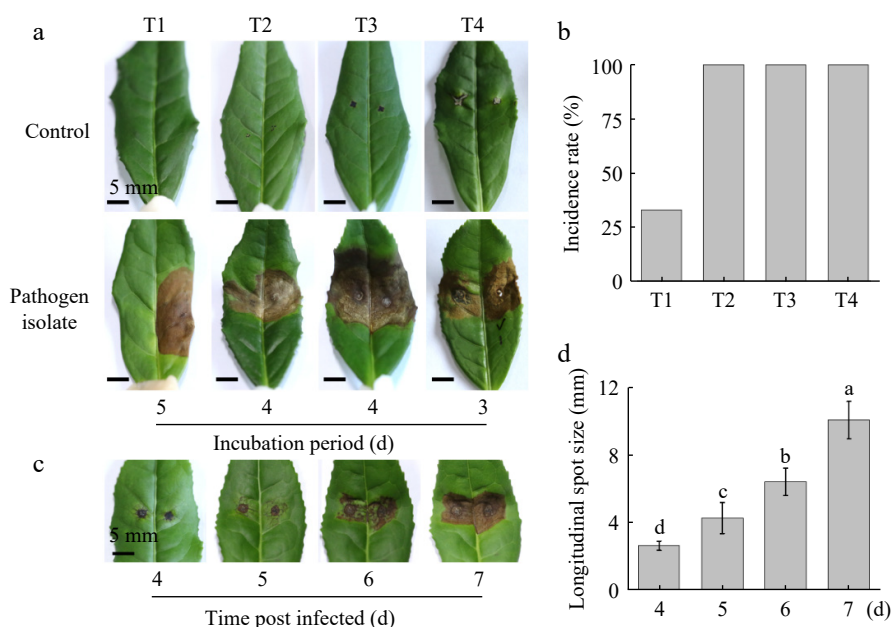 a
T1 T2 T3 T4
Control
5 mm
Pathogen
isolate
5 4 4 3
Incubation period (d)
b
Incidence rate (%)
100
75
50
25
0
T1 T2 T3 T4
c
5 mm
4 5 6 7
Time post infected (d)
d
Longitudinal spot size (mm)
12
8
4
0
d c b a
4 5 6 7 (d)